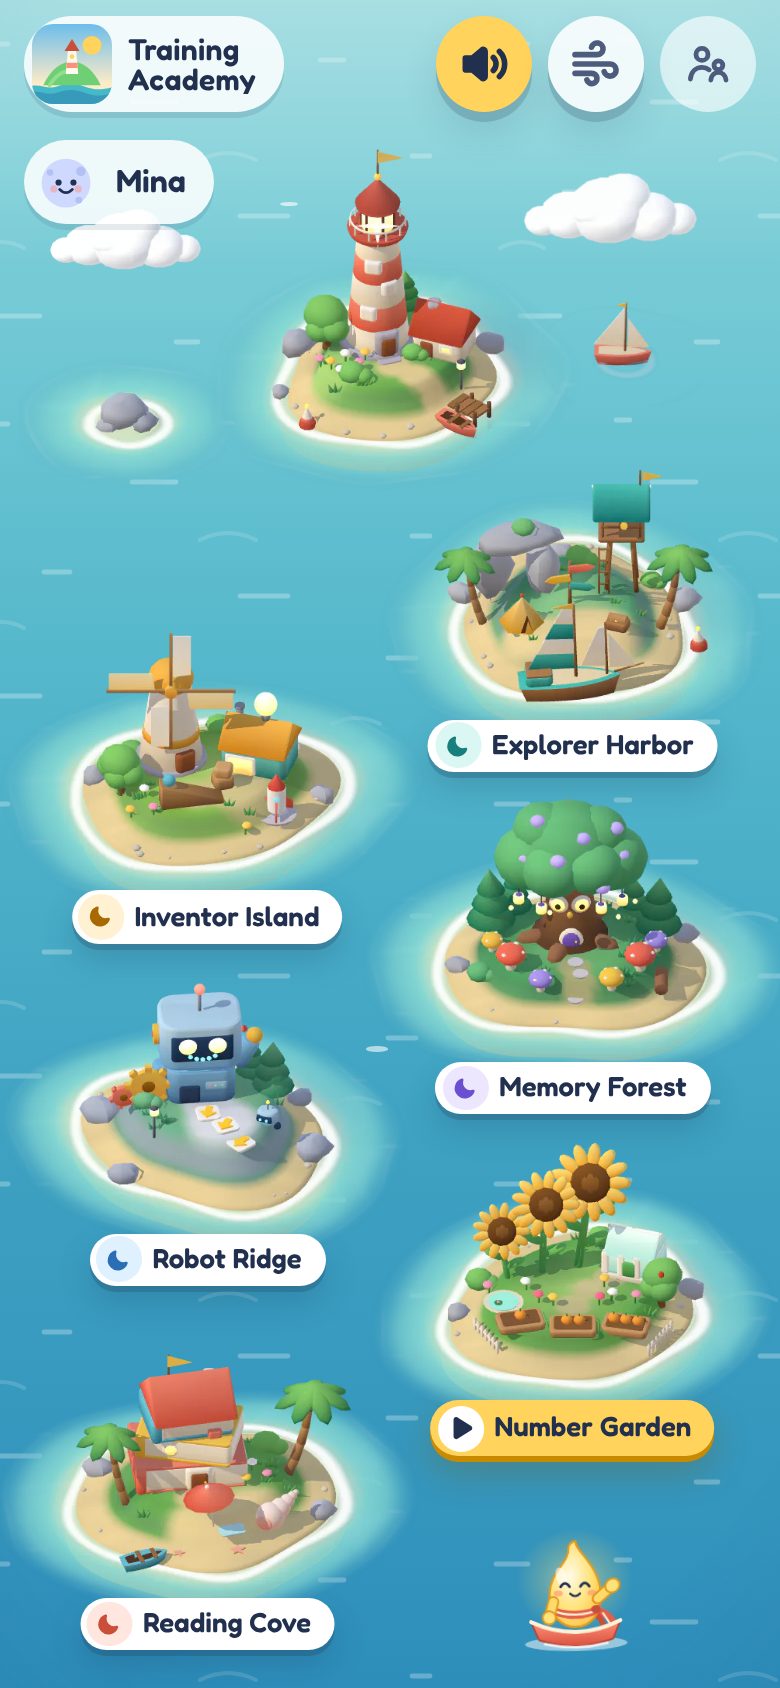 Training
Academy
Mina
Explorer Harbor
Inventor Island
Memory Forest
Robot Ridge
Number Garden
Reading Cove